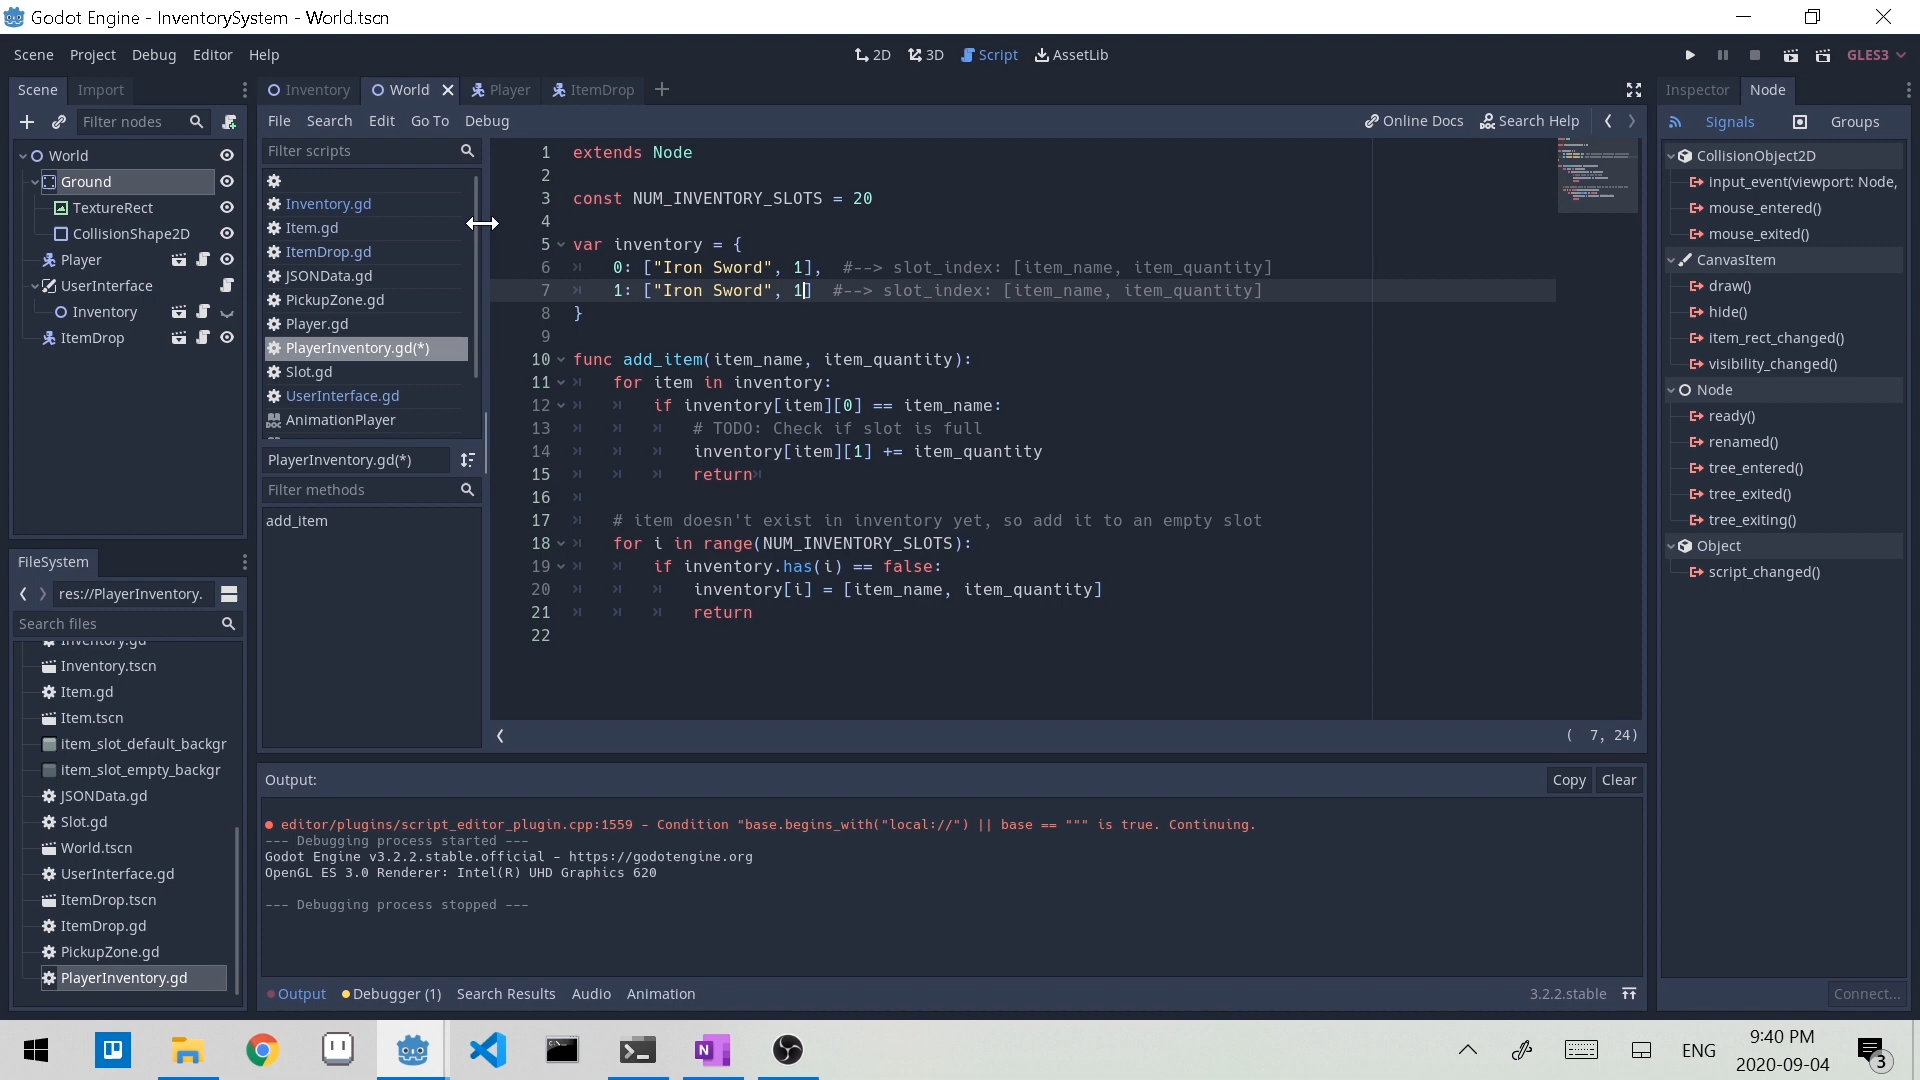 Godot Engine - InventorySystem - World.tscn
Scene Project Debug Editor Help
2D 3D Script AssetLib
GLES3
Scene Import
Inventory World Player ItemDrop
Inspector Node
Filter nodes
File Search Edit Go To Debug
Online Docs Search Help
Signals Groups
World
Ground
TextureRect
CollisionShape2D
Player
UserInterface
Inventory
ItemDrop
Filter scripts
Inventory.gd
Item.gd
ItemDrop.gd
JSONData.gd
PickupZone.gd
Player.gd
PlayerInventory.gd(*)
Slot.gd
UserInterface.gd
AnimationPlayer
PlayerInventory.gd(*)
Filter methods
add_item
1 extends Node
2
3 const NUM_INVENTORY_SLOTS = 20
4
5 var inventory = {
6 0: ["Iron Sword", 1], #--> slot_index: [item_name, item_quantity]
7 1: ["Iron Sword", 1] #--> slot_index: [item_name, item_quantity]
8 }
9
10 func add_item(item_name, item_quantity):
11 for item in inventory:
12 if inventory[item][0] == item_name:
13 # TODO: Check if slot is full
14 inventory[item][1] += item_quantity
15 return
16
17 # item doesn't exist in inventory yet, so add it to an empty slot
18 for i in range(NUM_INVENTORY_SLOTS):
19 if inventory.has(i) == false:
20 inventory[i] = [item_name, item_quantity]
21 return
22
( 7, 24)
CollisionObject2D
input_event(viewport: Node,
mouse_entered()
mouse_exited()
CanvasItem
draw()
hide()
item_rect_changed()
visibility_changed()
Node
ready()
renamed()
tree_entered()
tree_exited()
tree_exiting()
Object
script_changed()
Connect...
FileSystem
res://PlayerInventory.
Search files
Inventory.gd
Inventory.tscn
Item.gd
Item.tscn
item_slot_default_backgr
item_slot_empty_backgr
JSONData.gd
Slot.gd
World.tscn
UserInterface.gd
ItemDrop.tscn
ItemDrop.gd
PickupZone.gd
PlayerInventory.gd
Output:
Copy Clear
editor/plugins/script_editor_plugin.cpp:1559 - Condition "base.begins_with("local://") || base == """ is true. Continuing.
--- Debugging process started ---
Godot Engine v3.2.2.stable.official - https://godotengine.org
OpenGL ES 3.0 Renderer: Intel(R) UHD Graphics 620
--- Debugging process stopped ---
Output Debugger (1) Search Results Audio Animation
3.2.2.stable
ENG
9:40 PM
2020-09-04
3